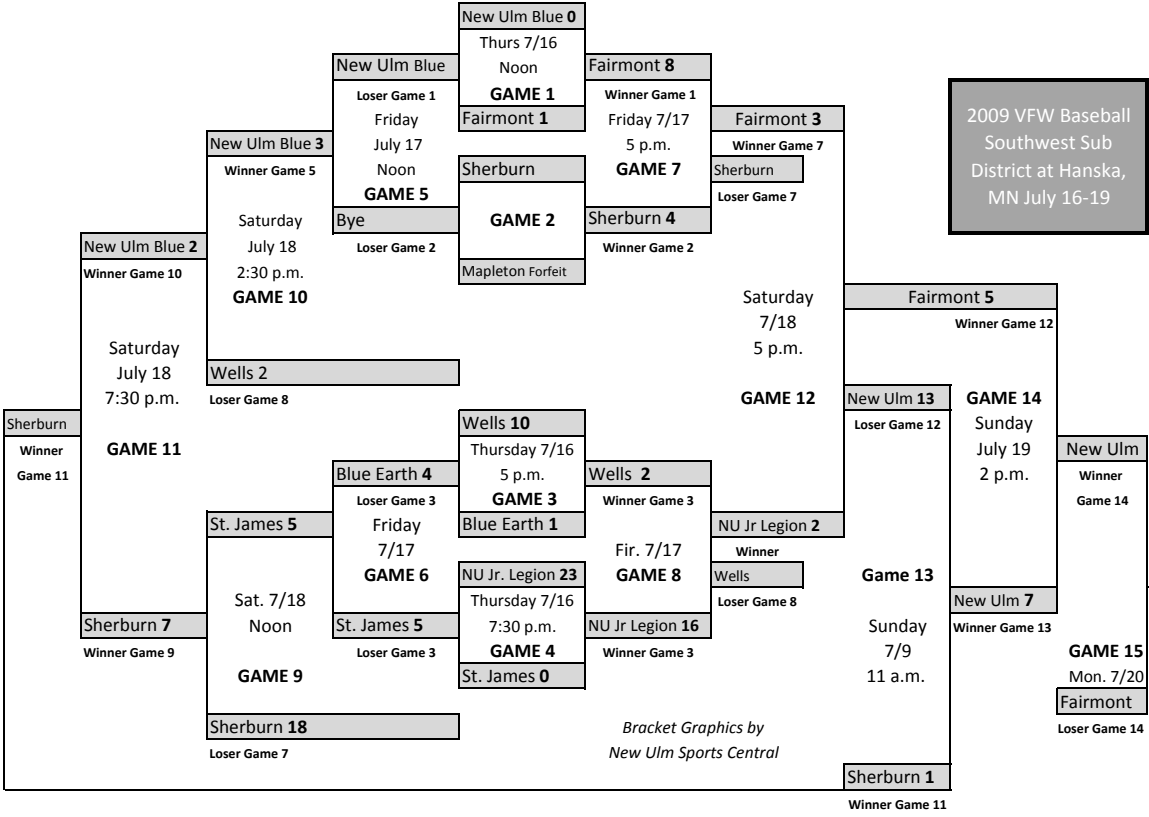 New Ulm Blue 0
Thurs 7/16
Noon
GAME 1
Fairmont 1
New Ulm Blue
Loser Game 1
Friday
July 17
Noon
GAME 5
Bye
Loser Game 2
Fairmont 8
Winner Game 1
Friday 7/17
5 p.m.
GAME 7
Sherburn 4
Winner Game 2
Sherburn
GAME 2
Mapleton Forfeit
Fairmont 3
Winner Game 7
Sherburn
Loser Game 7
2009 VFW Baseball
Southwest Sub
District at Hanska,
MN July 16-19
New Ulm Blue 3
Winner Game 5
Saturday
July 18
2:30 p.m.
GAME 10
Wells 2
Loser Game 8
New Ulm Blue 2
Winner Game 10
Saturday
July 18
7:30 p.m.
GAME 11
Sherburn 7
Winner Game 9
Sherburn
Winner
Game 11
Saturday
7/18
5 p.m.
GAME 12
Fairmont 5
Winner Game 12
New Ulm 13
Loser Game 12
GAME 14
Sunday
July 19
2 p.m.
New Ulm
Winner
Game 14
Wells 10
Thursday 7/16
5 p.m.
GAME 3
Blue Earth 1
Blue Earth 4
Loser Game 3
Friday
7/17
GAME 6
St. James 5
Loser Game 3
Wells 2
Winner Game 3
Fir. 7/17
GAME 8
NU Jr Legion 16
Winner Game 3
NU Jr. Legion 23
Thursday 7/16
7:30 p.m.
GAME 4
St. James 0
NU Jr Legion 2
Winner
Wells
Loser Game 8
St. James 5
Sat. 7/18
Noon
GAME 9
Sherburn 18
Loser Game 7
Game 13
Sunday
7/9
11 a.m.
New Ulm 7
Winner Game 13
GAME 15
Mon. 7/20
Fairmont
Loser Game 14
Bracket Graphics by
New Ulm Sports Central
Sherburn 1
Winner Game 11